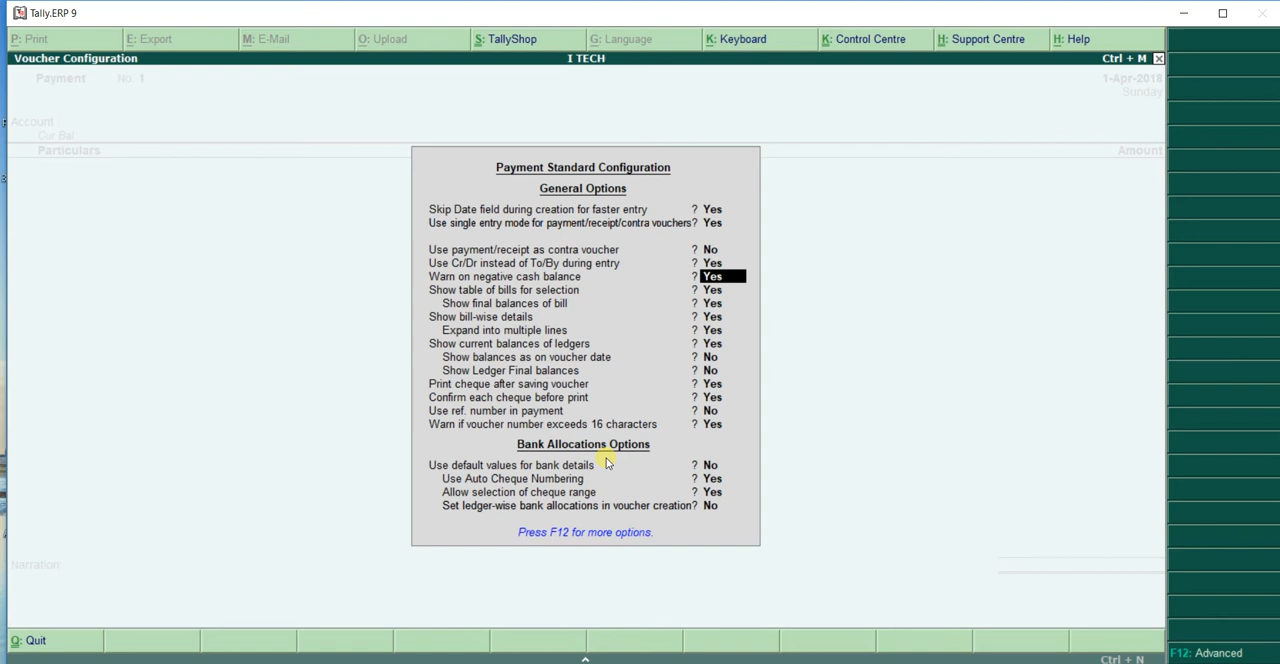 Tally.ERP 9
P: Print E: Export M: E-Mail O: Upload S: TallyShop G: Language K: Keyboard K: Control Centre H: Support Centre H: Help
Voucher Configuration I TECH Ctrl + M
Payment No. 1 1-Apr-2018
Sunday
Account
Cur Bal
Particulars Amount
Payment Standard Configuration
General Options
Skip Date field during creation for faster entry ? Yes
Use single entry mode for payment/receipt/contra vouchers? Yes
Use payment/receipt as contra voucher ? No
Use Cr/Dr instead of To/By during entry ? Yes
Warn on negative cash balance ? Yes
Show table of bills for selection ? Yes
Show final balances of bill ? Yes
Show bill-wise details ? Yes
Expand into multiple lines ? Yes
Show current balances of ledgers ? Yes
Show balances as on voucher date ? No
Show Ledger Final balances ? No
Print cheque after saving voucher ? Yes
Confirm each cheque before print ? Yes
Use ref. number in payment ? No
Warn if voucher number exceeds 16 characters ? Yes
Bank Allocations Options
Use default values for bank details ? No
Use Auto Cheque Numbering ? Yes
Allow selection of cheque range ? Yes
Set ledger-wise bank allocations in voucher creation? No
Press F12 for more options.
Narration
Q: Quit
F12: Advanced
Ctrl + N